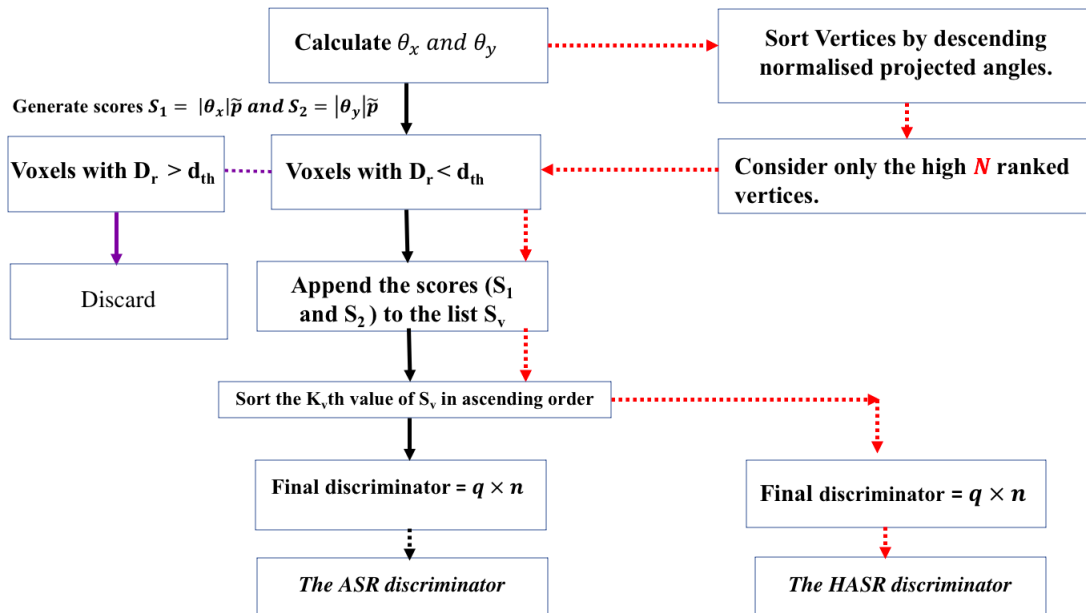 Calculate θx and θy
Sort Vertices by descending
normalised projected angles.
Generate scores S1 = |θx|p̃ and S2 = |θy|p̃
Voxels with Dr > dth
Voxels with Dr < dth
Consider only the high N ranked
vertices.
Discard
Append the scores (S1
and S2 ) to the list Sv
Sort the Kvth value of Sv in ascending order
Final discriminator = q × n
Final discriminator = q × n
The ASR discriminator
The HASR discriminator